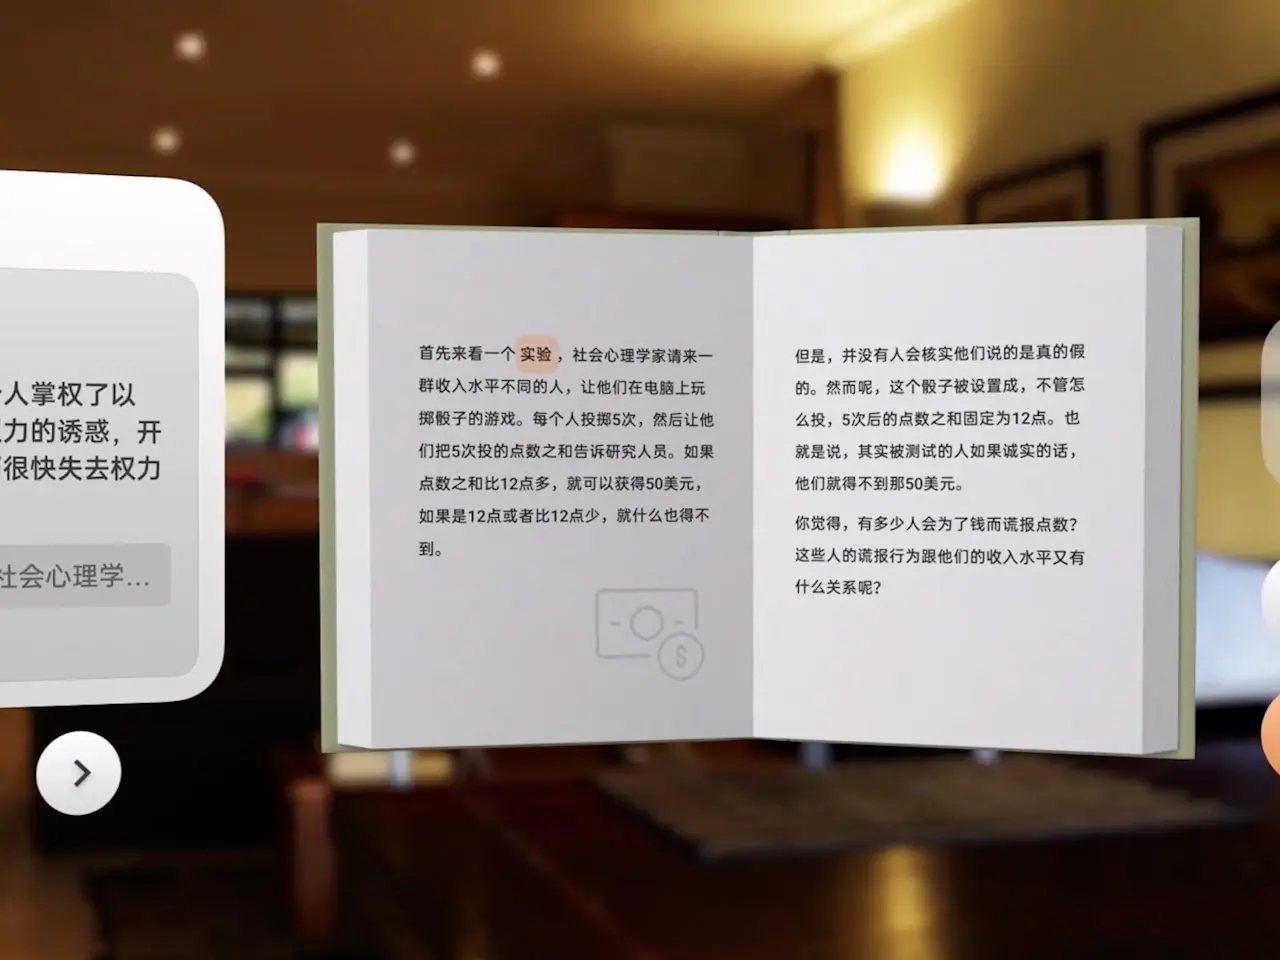 人掌权了以
力的诱惑，开
很快失去权力
社会心理学...
首先来看一个实验，社会心理学家请来一
群收入水平不同的人，让他们在电脑上玩
掷骰子的游戏。每个人投掷5次，然后让他
们把5次投的点数之和告诉研究人员。如果
点数之和比12点多，就可以获得50美元，
如果是12点或者比12点少，就什么也得不
到。
但是，并没有人会核实他们说的是真的假
的。然而呢，这个骰子被设置成，不管怎
么投，5次后的点数之和固定为12点。也
就是说，其实被测试的人如果诚实的话，
他们就得不到那50美元。
你觉得，有多少人会为了钱而谎报点数？
这些人的谎报行为跟他们的收入水平又有
什么关系呢？